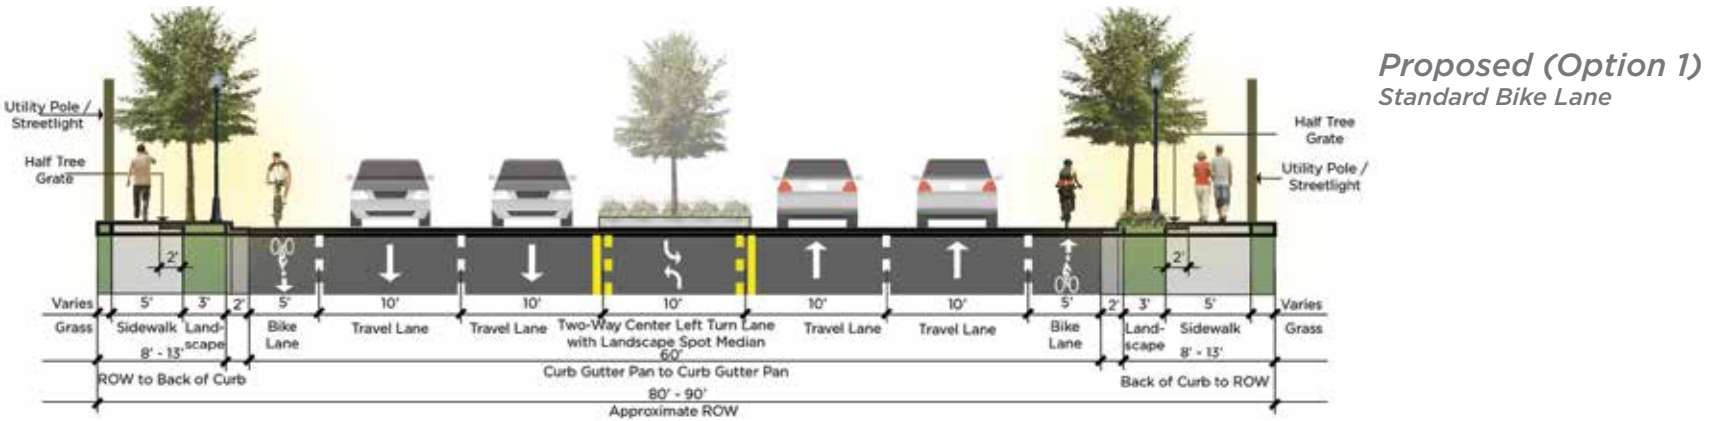 Proposed (Option 1)
Standard Bike Lane
Utility Pole /
Streetlight
Half Tree
Grate
Half Tree
Grate
Utility Pole /
Streetlight
2'
2'
Varies 5' 3' 2' 5' 10' 10' 10' 10' 10' 5' 2' 3' 5' Varies
Grass Sidewalk Land- Bike Travel Lane Travel Lane Two-Way Center Left Turn Lane Travel Lane Travel Lane Bike Land- Sidewalk Grass
scape Lane with Landscape Spot Median Lane scape
8' - 13' 60' 8' - 13'
ROW to Back of Curb Curb Gutter Pan to Curb Gutter Pan Back of Curb to ROW
80' - 90'
Approximate ROW